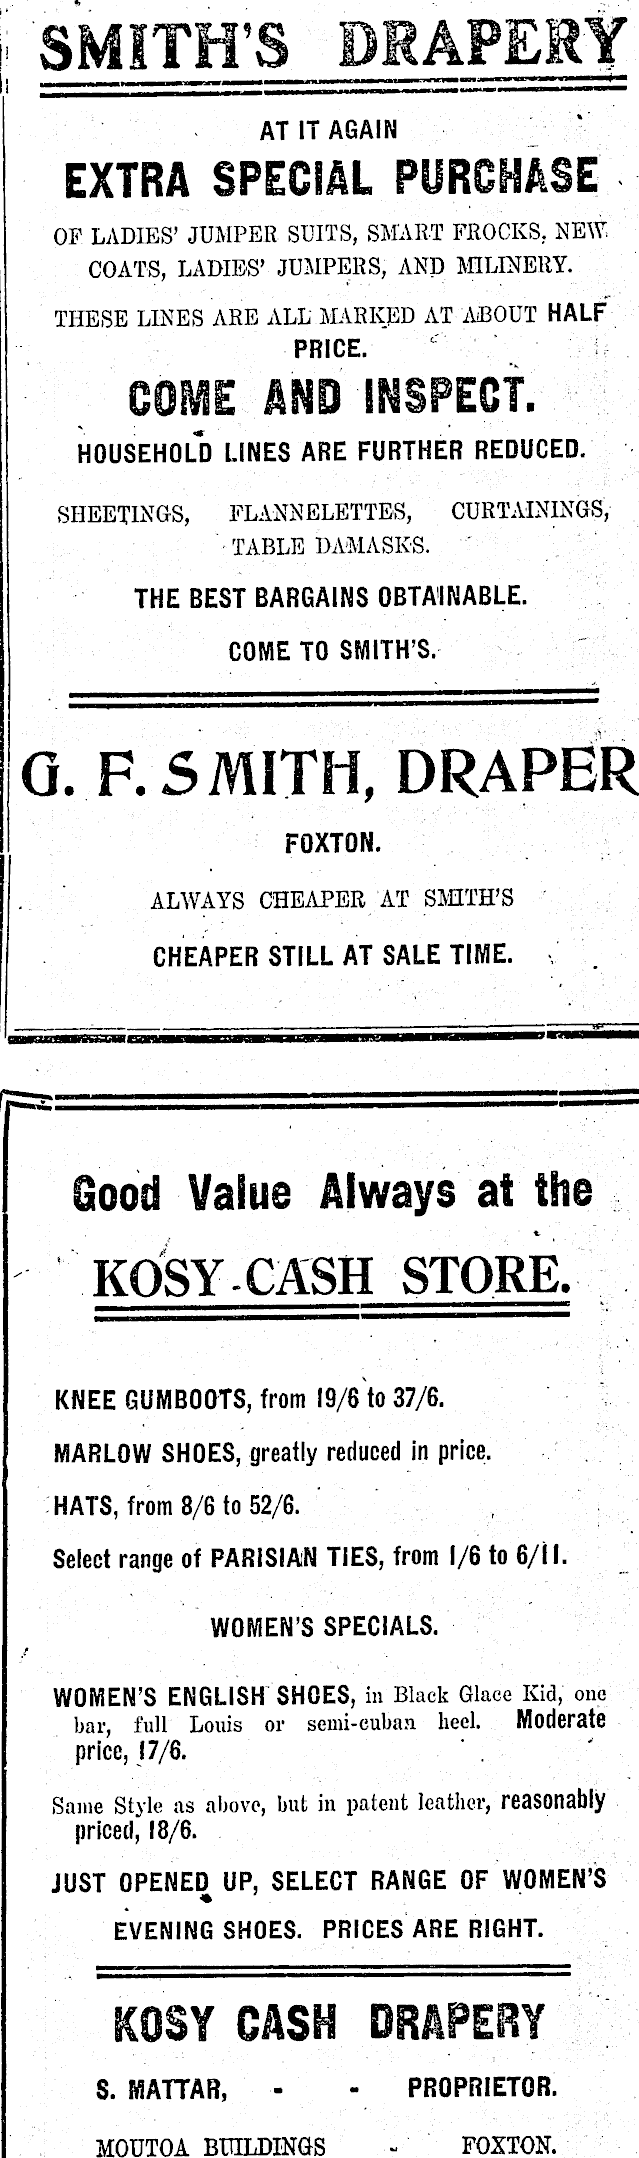 SMITH'S DRAPERY
AT IT AGAIN
EXTRA SPECIAL PURCHASE
OF LADIES' JUMPER SUITS, SMART FROCKS, NEW
COATS, LADIES' JUMPERS, AND MILINERY.
THESE LINES ARE ALL MARKED AT ABOUT HALF
PRICE.
COME AND INSPECT.
HOUSEHOLD LINES ARE FURTHER REDUCED.
SHEETINGS, FLANNELETTES, CURTAININGS,
TABLE DAMASKS.
THE BEST BARGAINS OBTAINABLE.
COME TO SMITH'S.
G. F. SMITH, DRAPER
FOXTON.
ALWAYS CHEAPER AT SMITH'S
CHEAPER STILL AT SALE TIME.
Good Value Always at the
KOSY CASH STORE.
KNEE GUMBOOTS, from 19/6 to 37/6.
MARLOW SHOES, greatly reduced in price.
HATS, from 8/6 to 52/6.
Select range of PARISIAN TIES, from 1/6 to 6/11.
WOMEN'S SPECIALS.
WOMEN'S ENGLISH SHOES, in Black Glace Kid, one
bar, full Louis or semi-cuban heel. Moderate
price, 17/6.
Same Style as above, but in patent leather, reasonably
priced, 18/6.
JUST OPENED UP, SELECT RANGE OF WOMEN'S
EVENING SHOES. PRICES ARE RIGHT.
KOSY CASH DRAPERY
S. MATTAR, - - PROPRIETOR.
MOUTOA BUILDINGS - FOXTON.